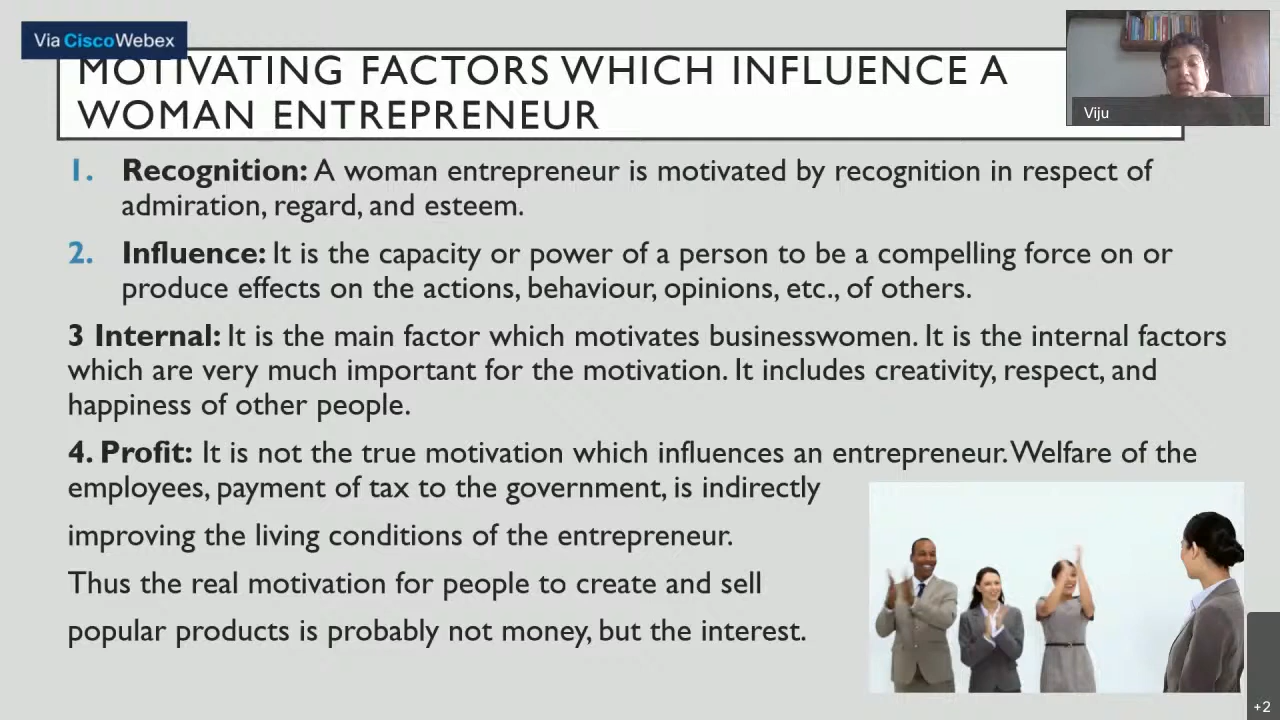 Via Cisco Webex
MOTIVATING FACTORS WHICH INFLUENCE A
WOMAN ENTREPRENEUR
Viju
1. Recognition: A woman entrepreneur is motivated by recognition in respect of
admiration, regard, and esteem.
2. Influence: It is the capacity or power of a person to be a compelling force on or
produce effects on the actions, behaviour, opinions, etc., of others.
3 Internal: It is the main factor which motivates businesswomen. It is the internal factors
which are very much important for the motivation. It includes creativity, respect, and
happiness of other people.
4. Profit: It is not the true motivation which influences an entrepreneur. Welfare of the
employees, payment of tax to the government, is indirectly
improving the living conditions of the entrepreneur.
Thus the real motivation for people to create and sell
popular products is probably not money, but the interest.
+2